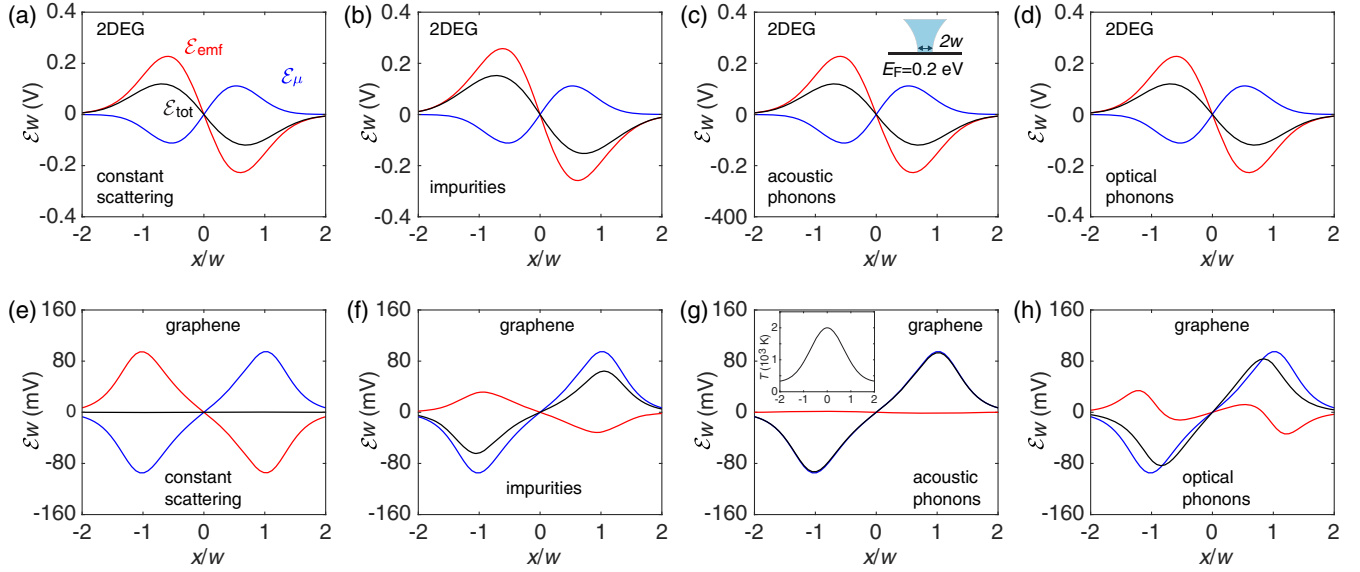 (a)
0.4
0.2
0
-0.2
-0.4
ℰw (V)
2DEG
ℰemf
ℰμ
ℰtot
constant
scattering
-2 -1 0 1 2
x/w
(b)
0.4
0.2
0
-0.2
-0.4
ℰw (V)
2DEG
impurities
-2 -1 0 1 2
x/w
(c)
0.4
0.2
0
-0.2
-400
ℰw (V)
2DEG
2w
EF=0.2 eV
acoustic
phonons
-2 -1 0 1 2
x/w
(d)
0.4
0.2
0
-0.2
-0.4
ℰw (V)
2DEG
optical
phonons
-2 -1 0 1 2
x/w
(e)
160
80
0
-80
-160
ℰw (mV)
graphene
constant
scattering
-2 -1 0 1 2
x/w
(f)
160
80
0
-80
-160
ℰw (mV)
graphene
impurities
-2 -1 0 1 2
x/w
(g)
160
80
0
-80
-160
ℰw (mV)
2
1
0
T (10³ K)
-2 -1 0 1 2
graphene
acoustic
phonons
-2 -1 0 1 2
x/w
(h)
160
80
0
-80
-160
ℰw (mV)
graphene
optical
phonons
-2 -1 0 1 2
x/w